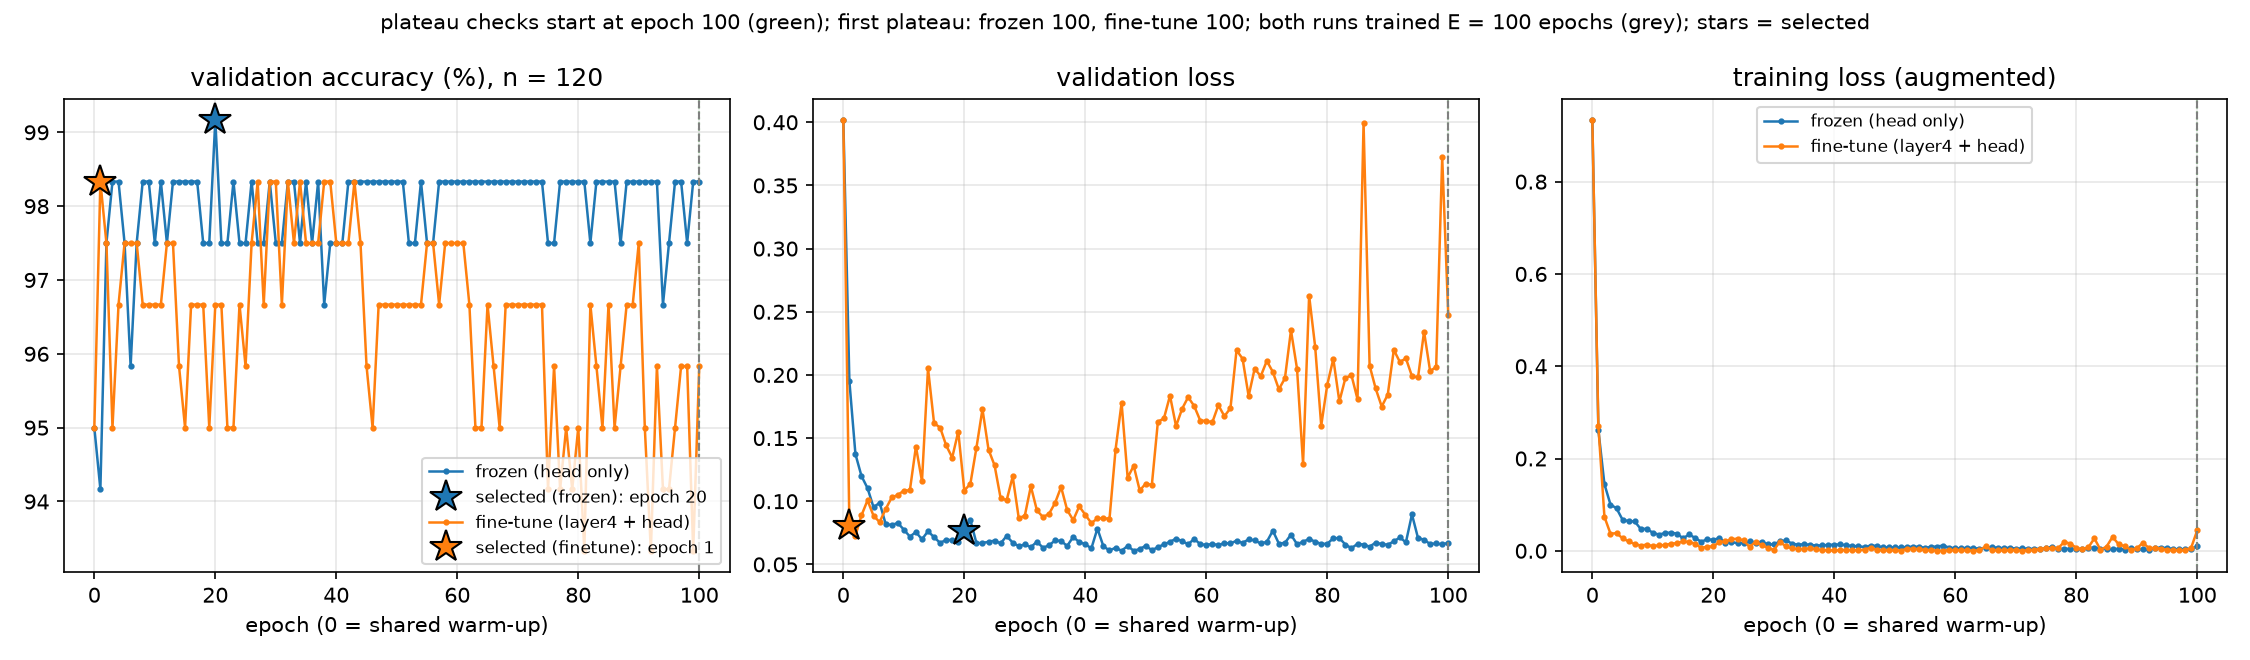 plateau checks start at epoch 100 (green); first plateau: frozen 100, fine-tune 100; both runs trained E = 100 epochs (grey); stars = selected
validation accuracy (%), n = 120
99
98
97
96
95
94
0
20
40
60
80
100
epoch (0 = shared warm-up)
frozen (head only)
selected (frozen): epoch 20
fine-tune (layer4 + head)
selected (finetune): epoch 1
validation loss
0.40
0.35
0.30
0.25
0.20
0.15
0.10
0.05
0
20
40
60
80
100
epoch (0 = shared warm-up)
training loss (augmented)
frozen (head only)
fine-tune (layer4 + head)
0.8
0.6
0.4
0.2
0.0
0
20
40
60
80
100
epoch (0 = shared warm-up)